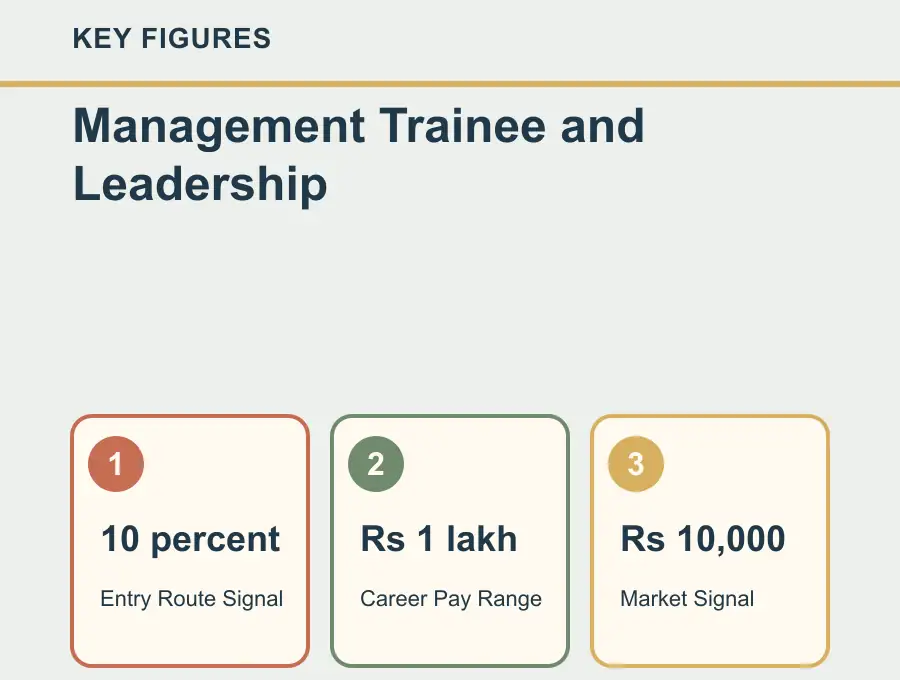 KEY FIGURES
Management Trainee and
Leadership
1
10 percent
Entry Route Signal
2
Rs 1 lakh
Career Pay Range
3
Rs 10,000
Market Signal